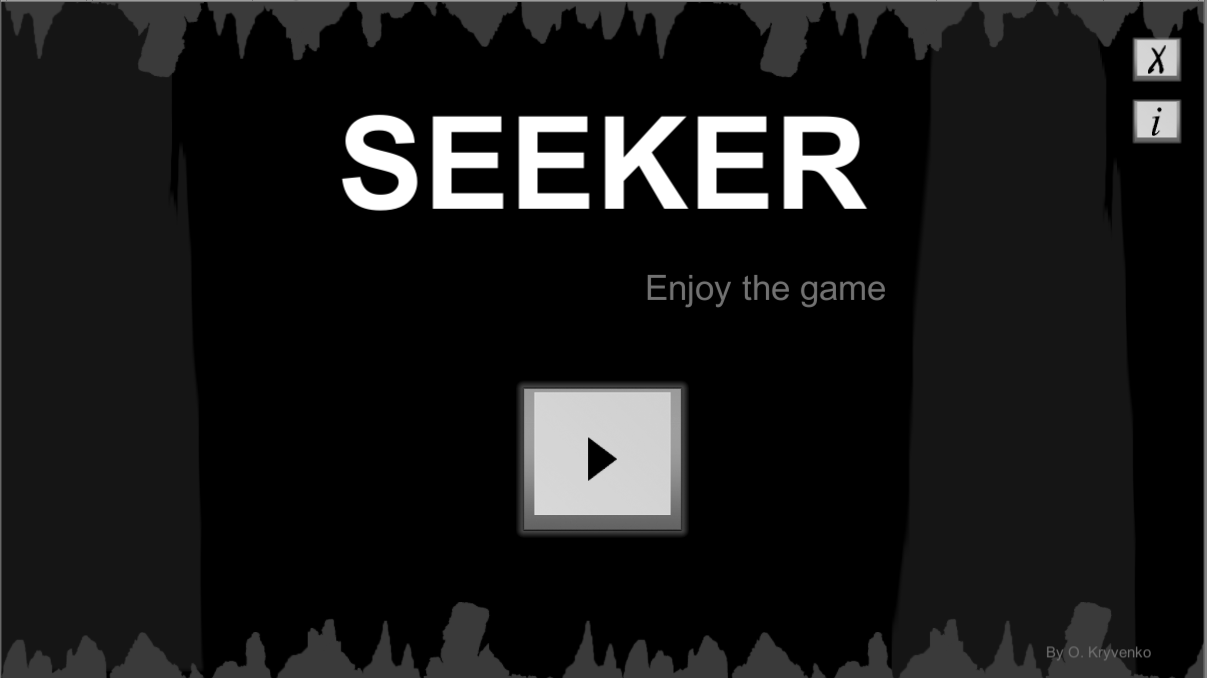 SEEKER
X
i
Enjoy the game
By O. Kryvenko